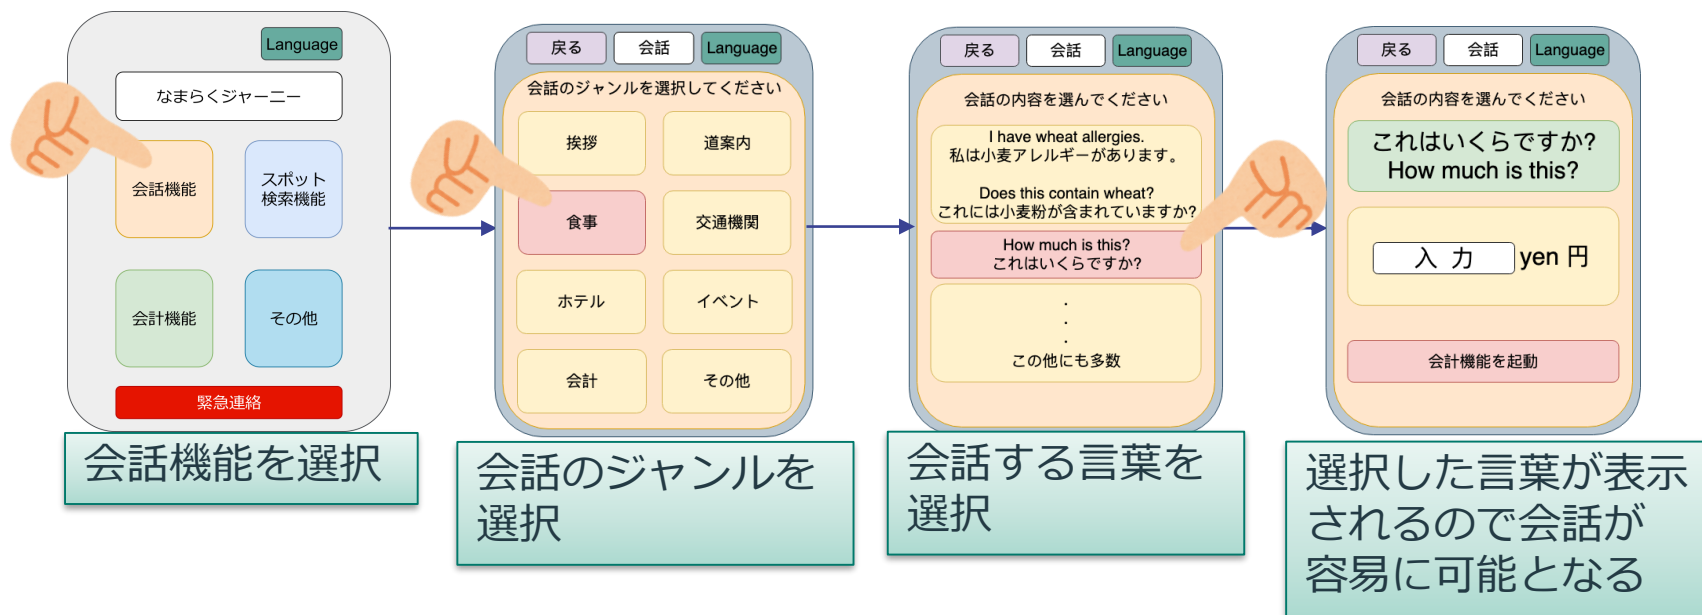 Language
なまらくジャーニー
会話機能
スポット
検索機能
会計機能
その他
緊急連絡
会話機能を選択
戻る
会話
Language
会話のジャンルを選択してください
挨拶
道案内
食事
交通機関
ホテル
イベント
会計
その他
会話のジャンルを
選択
戻る
会話
Language
会話の内容を選んでください
I have wheat allergies.
私は小麦アレルギーがあります。
Does this contain wheat?
これには小麦粉が含まれていますか?
How much is this?
これはいくらですか?
.
.
.
この他にも多数
会話する言葉を
選択
戻る
会話
Language
会話の内容を選んでください
これはいくらですか?
How much is this?
入 力 yen 円
会計機能を起動
選択した言葉が表示
されるので会話が
容易に可能となる